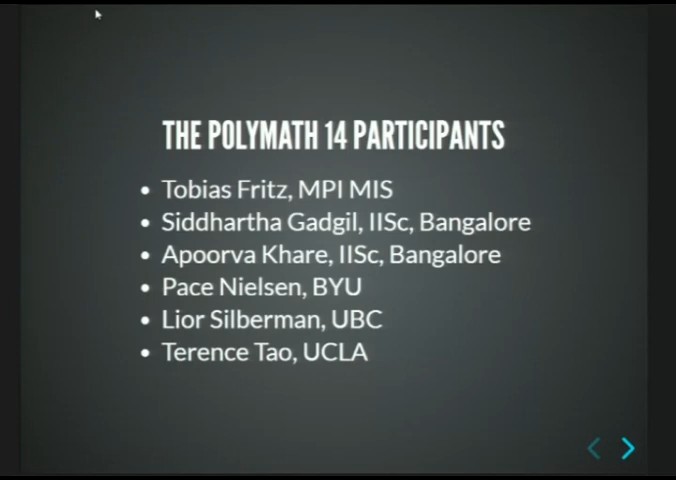 THE POLYMATH 14 PARTICIPANTS
Tobias Fritz, MPI MIS
Siddhartha Gadgil, IISc, Bangalore
Apoorva Khare, IISc, Bangalore
Pace Nielsen, BYU
Lior Silberman, UBC
Terence Tao, UCLA